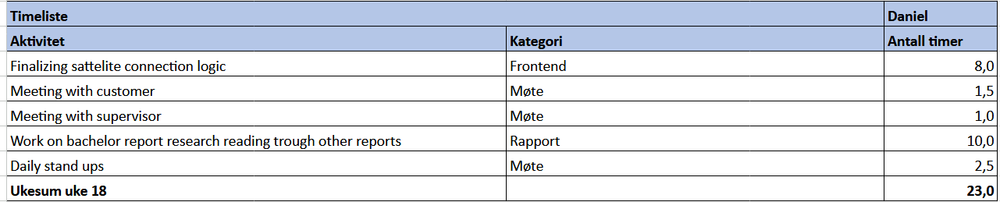 Timeliste Daniel
Aktivitet Kategori Antall timer
Finalizing sattelite connection logic Frontend 8,0
Meeting with customer Møte 1,5
Meeting with supervisor Møte 1,0
Work on bachelor report research reading trough other reports Rapport 10,0
Daily stand ups Møte 2,5
Ukesum uke 18 23,0